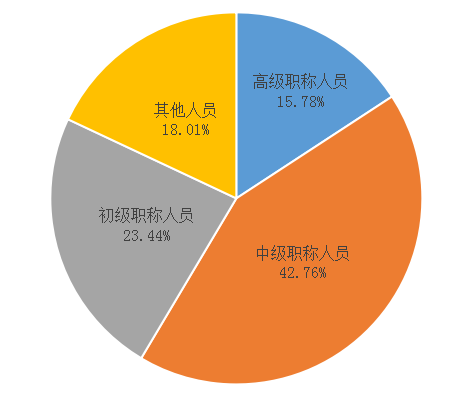 高级职称人员
15.78%
其他人员
18.01%
初级职称人员
23.44%
中级职称人员
42.76%